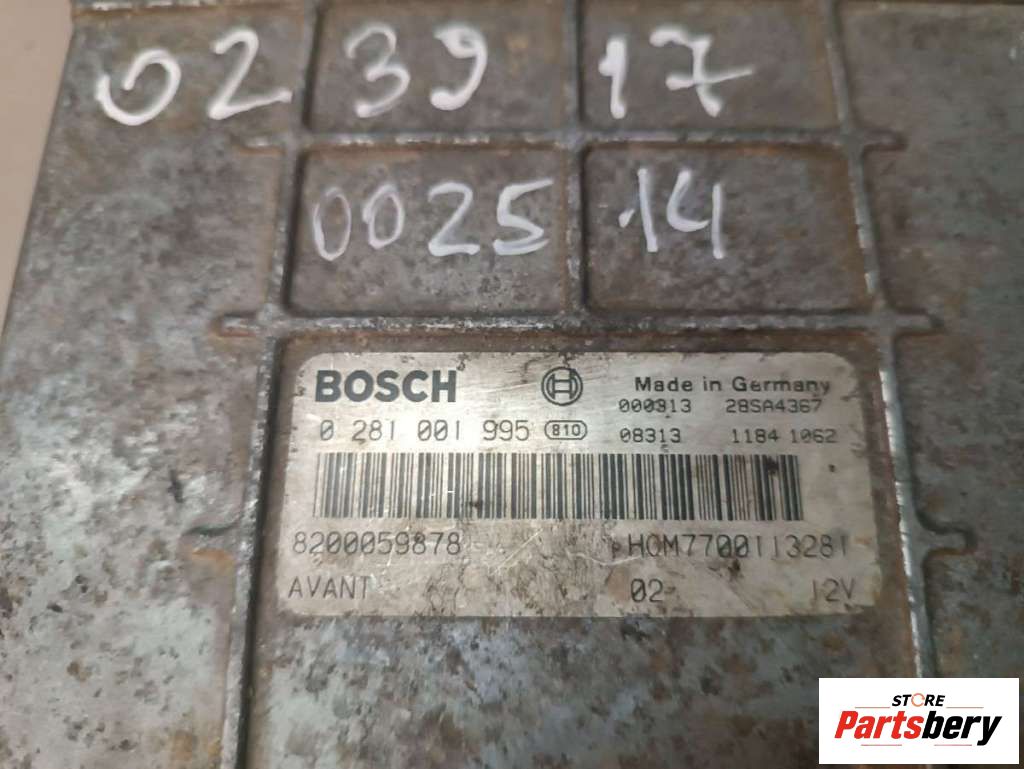 02 39 17
0025 14
BOSCH Made in Germany
000313 28SA4367
0 281 001 995 810 08313 1184 1062
8200059878 HOM7700113281
AVANT 02 12V
STORE
Partsbery